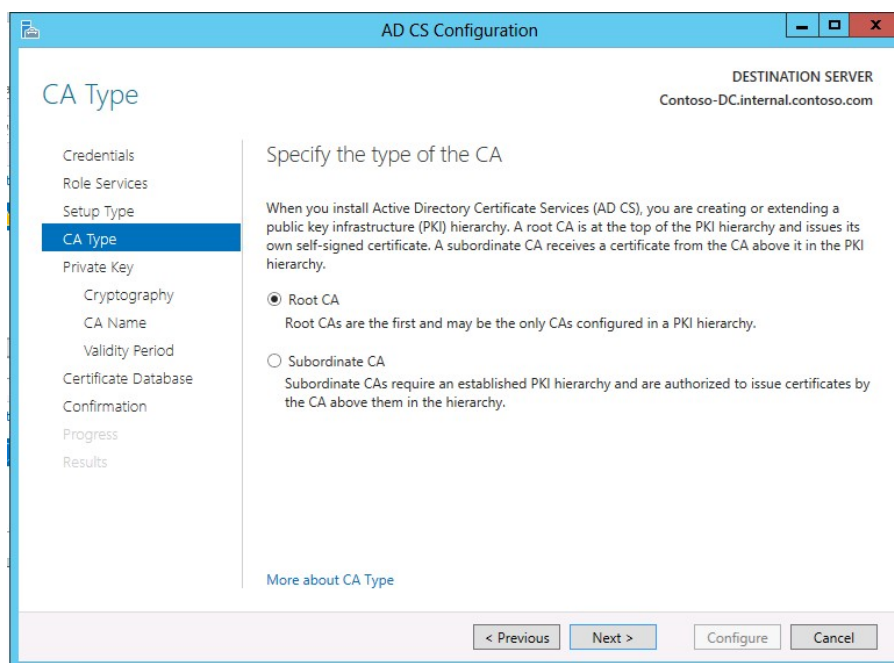 AD CS Configuration
CA Type
DESTINATION SERVER
Contoso-DC.internal.contoso.com
Credentials
Role Services
Setup Type
CA Type
Private Key
Cryptography
CA Name
Validity Period
Certificate Database
Confirmation
Progress
Results
Specify the type of the CA
When you install Active Directory Certificate Services (AD CS), you are creating or extending a
public key infrastructure (PKI) hierarchy. A root CA is at the top of the PKI hierarchy and issues its
own self-signed certificate. A subordinate CA receives a certificate from the CA above it in the PKI
hierarchy.
Root CA
Root CAs are the first and may be the only CAs configured in a PKI hierarchy.
Subordinate CA
Subordinate CAs require an established PKI hierarchy and are authorized to issue certificates by
the CA above them in the hierarchy.
More about CA Type
< Previous
Next >
Configure
Cancel